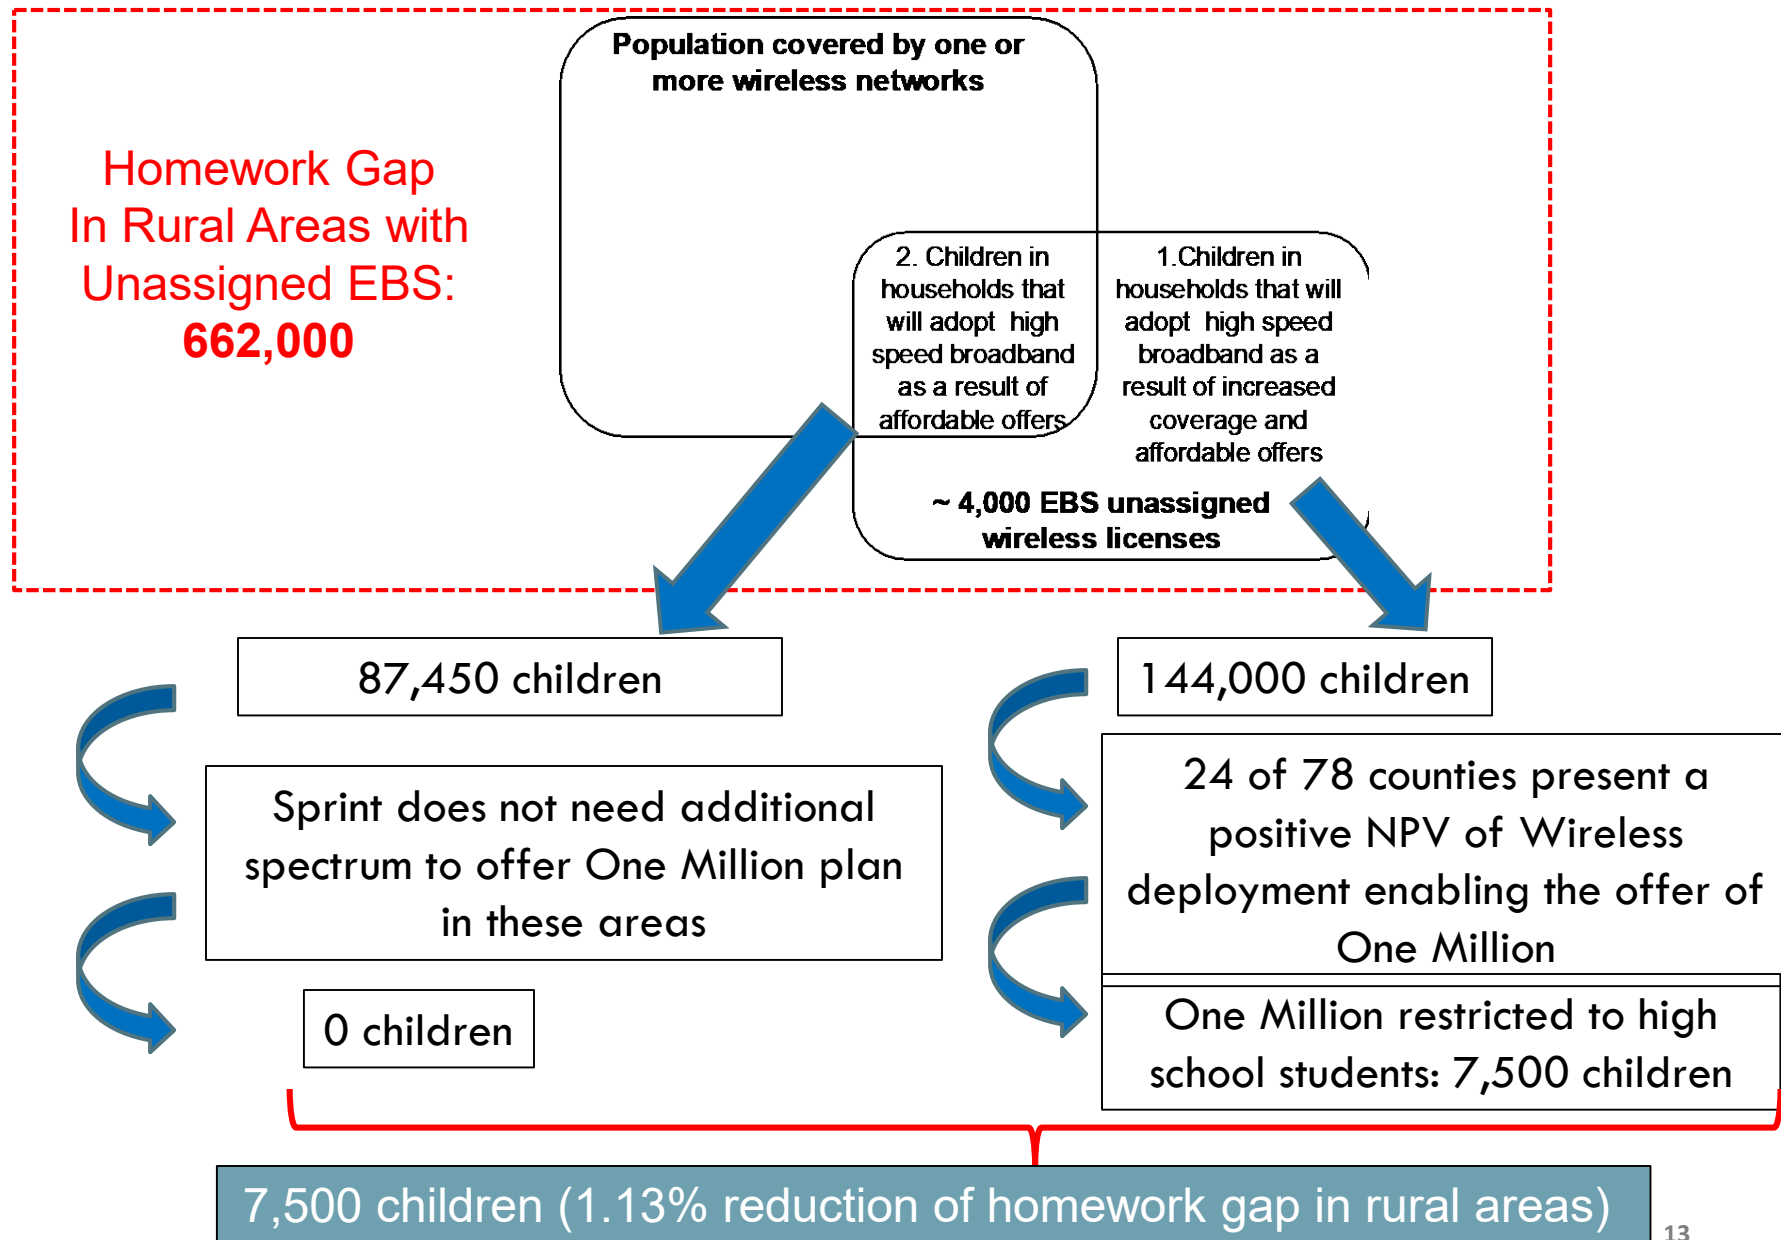 Population covered by one or
more wireless networks
Homework Gap
In Rural Areas with
Unassigned EBS:
662,000
2. Children in
households that
will adopt high
speed broadband
as a result of
affordable offers
1.Children in
households that will
adopt high speed
broadband as a
result of increased
coverage and
affordable offers
~ 4,000 EBS unassigned
wireless licenses
87,450 children
144,000 children
Sprint does not need additional
spectrum to offer One Million plan
in these areas
24 of 78 counties present a
positive NPV of Wireless
deployment enabling the offer of
One Million
0 children
One Million restricted to high
school students: 7,500 children
7,500 children (1.13% reduction of homework gap in rural areas)
13